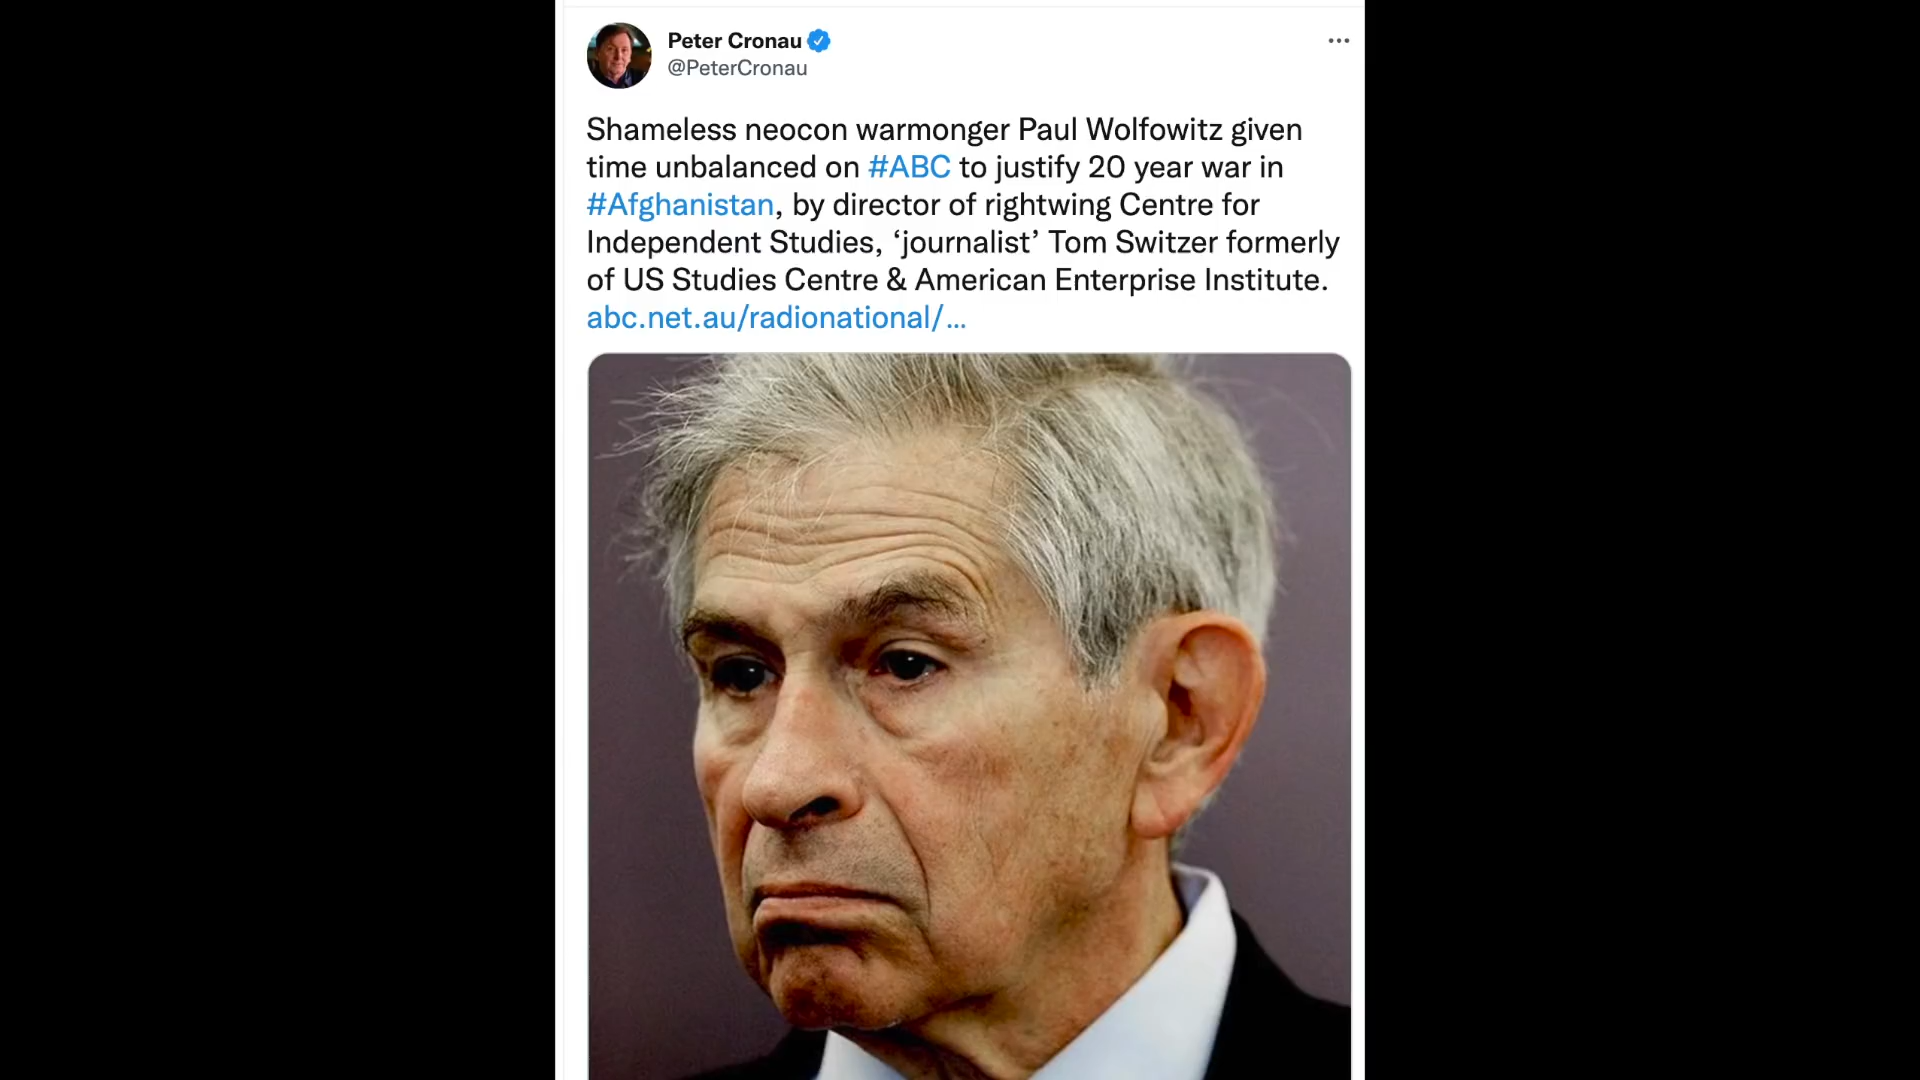 Peter Cronau
@PeterCronau
Shameless neocon warmonger Paul Wolfowitz given
time unbalanced on #ABC to justify 20 year war in
#Afghanistan, by director of rightwing Centre for
Independent Studies, ‘journalist’ Tom Switzer formerly
of US Studies Centre & American Enterprise Institute.
abc.net.au/radionational/…